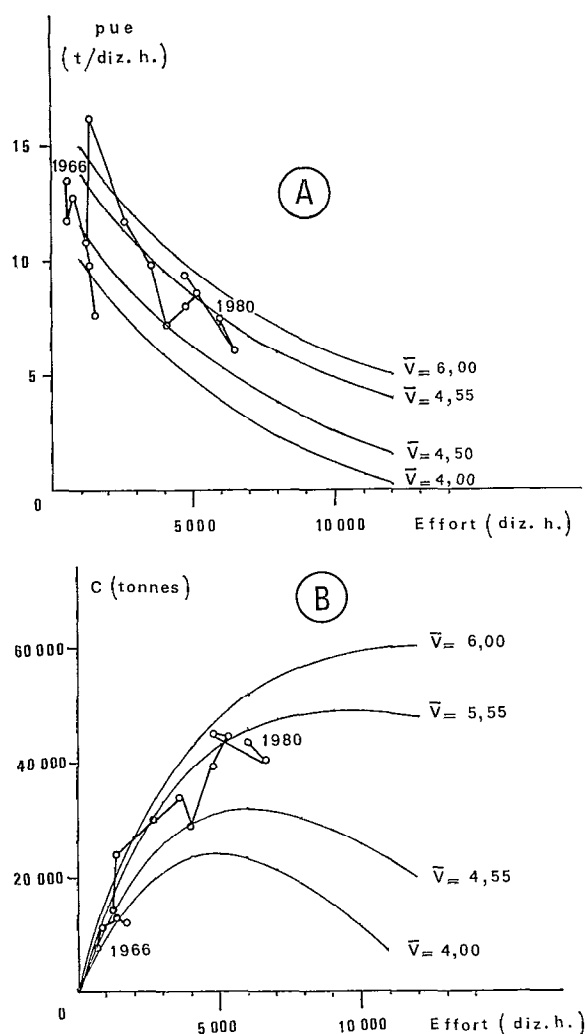 pue
(t/diz. h.)
15
1966
A
10
1980
V̄= 6,00
V̄= 4,55
5
V̄= 4,50
V̄= 4,00
0
5 000
10 000
Effort (diz. h.)
C (tonnes)
B
60 000
V̄= 6,00
V̄= 5,55
1980
40 000
V̄= 4,55
20 000
1966
V̄= 4,00
0
5 000
10 000
Effort (diz. h.)